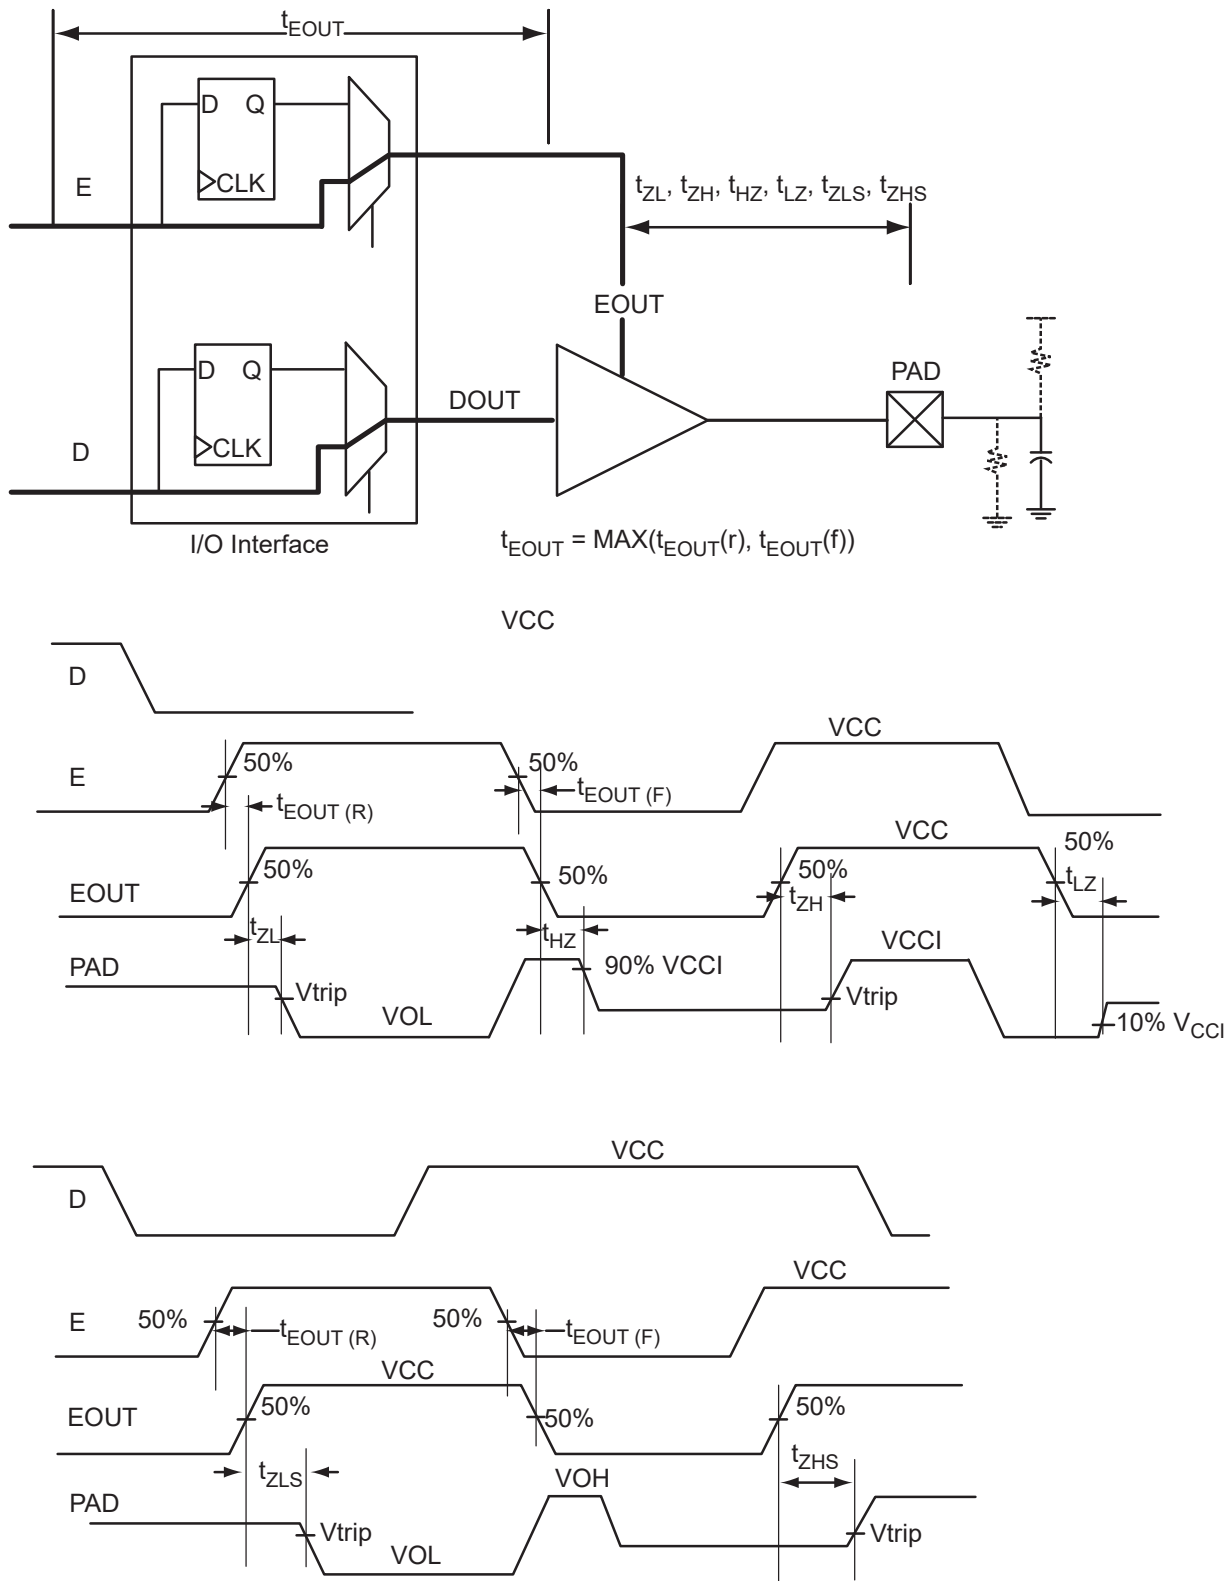 tEOUT
D Q
CLK
E
tZL, tZH, tHZ, tLZ, tZLS, tZHS
EOUT
D Q
CLK
DOUT
PAD
D
I/O Interface
tEOUT = MAX(tEOUT(r), tEOUT(f))
VCC
D
VCC
E
50%
50%
tEOUT (R)
tEOUT (F)
VCC
50%
EOUT
50%
50%
50%
tZL
tHZ
tZH
tLZ
PAD
VCCI
90% VCCI
Vtrip
Vtrip
VOL
10% VCCI
VCC
D
VCC
E
50%
50%
tEOUT (R)
tEOUT (F)
VCC
EOUT
50%
50%
50%
tZLS
tZHS
VOH
PAD
Vtrip
Vtrip
VOL